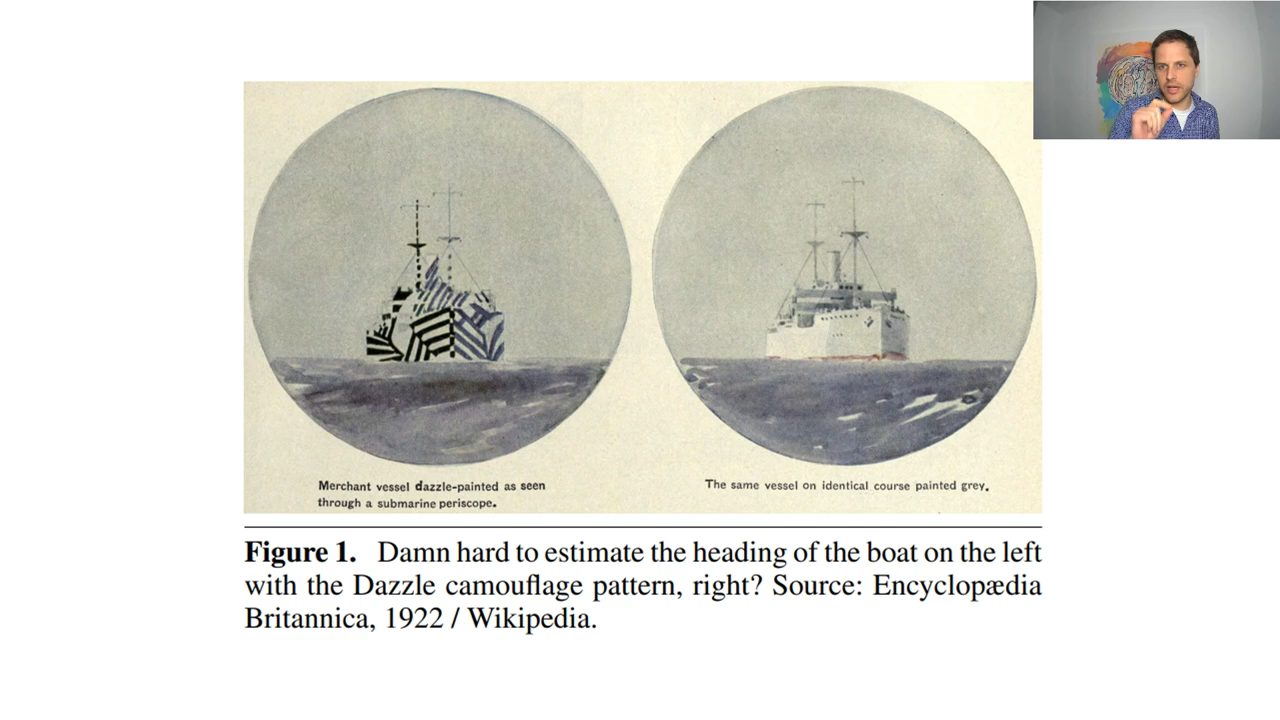 Merchant vessel dazzle-painted as seen
through a submarine periscope.
The same vessel on identical course painted grey.
Figure 1. Damn hard to estimate the heading of the boat on the left
with the Dazzle camouflage pattern, right? Source: Encyclopædia
Britannica, 1922 / Wikipedia.